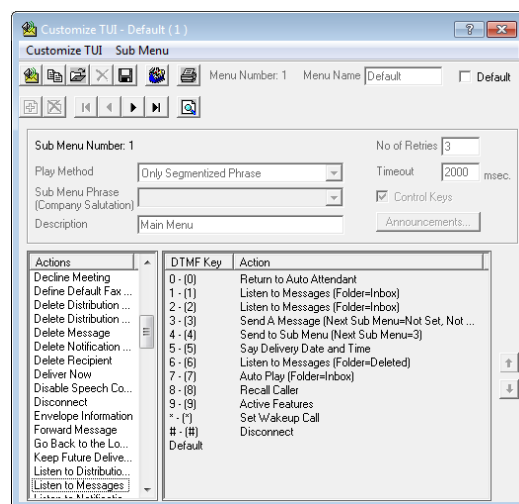 Customize TUI - Default ( 1 )
Customize TUI Sub Menu
Menu Number: 1 Menu Name Default Default
Sub Menu Number: 1 No of Retries 3
Play Method Only Segmentized Phrase Timeout 2000 msec.
Sub Menu Phrase
(Company Salutation) Control Keys
Description Main Menu Announcements...
Actions DTMF Key Action
Decline Meeting
Define Default Fax ...
Delete Distribution ...
Delete Distribution ...
Delete Message
Delete Notification ...
Delete Recipient
Deliver Now
Disable Speech Co...
Disconnect
Envelope Information
Forward Message
Go Back to the Lo...
Keep Future Delive...
Listen to Distributio...
Listen to Messages
Listen to Notificatio...
0 - (0) Return to Auto Attendant
1 - (1) Listen to Messages (Folder=Inbox)
2 - (2) Listen to Messages (Folder=Inbox)
3 - (3) Send A Message (Next Sub Menu=Not Set, Not ...
4 - (4) Send to Sub Menu (Next Sub Menu=3)
5 - (5) Say Delivery Date and Time
6 - (6) Listen to Messages (Folder=Deleted)
7 - (7) Auto Play (Folder=Inbox)
8 - (8) Recall Caller
9 - (9) Active Features
* - (*) Set Wakeup Call
# - (#) Disconnect
Default